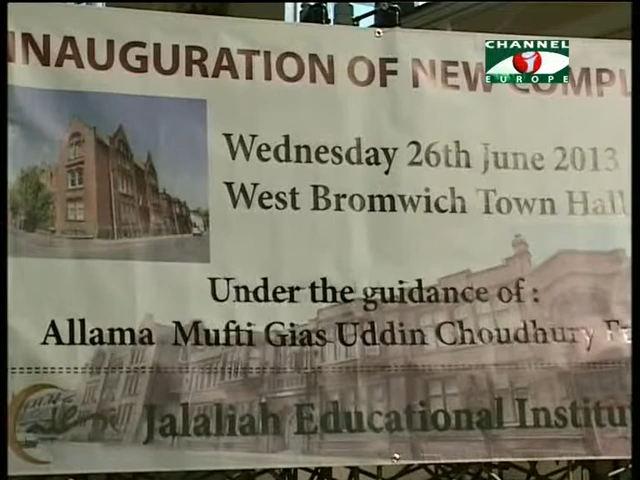 CHANNEL
i
EUROPE
INAUGURATION OF NEW COMPL
Wednesday 26th June 2013
West Bromwich Town Hall
Under the guidance of :
Allama Mufti Gias Uddin Choudhury
Jalaliah Educational Institu